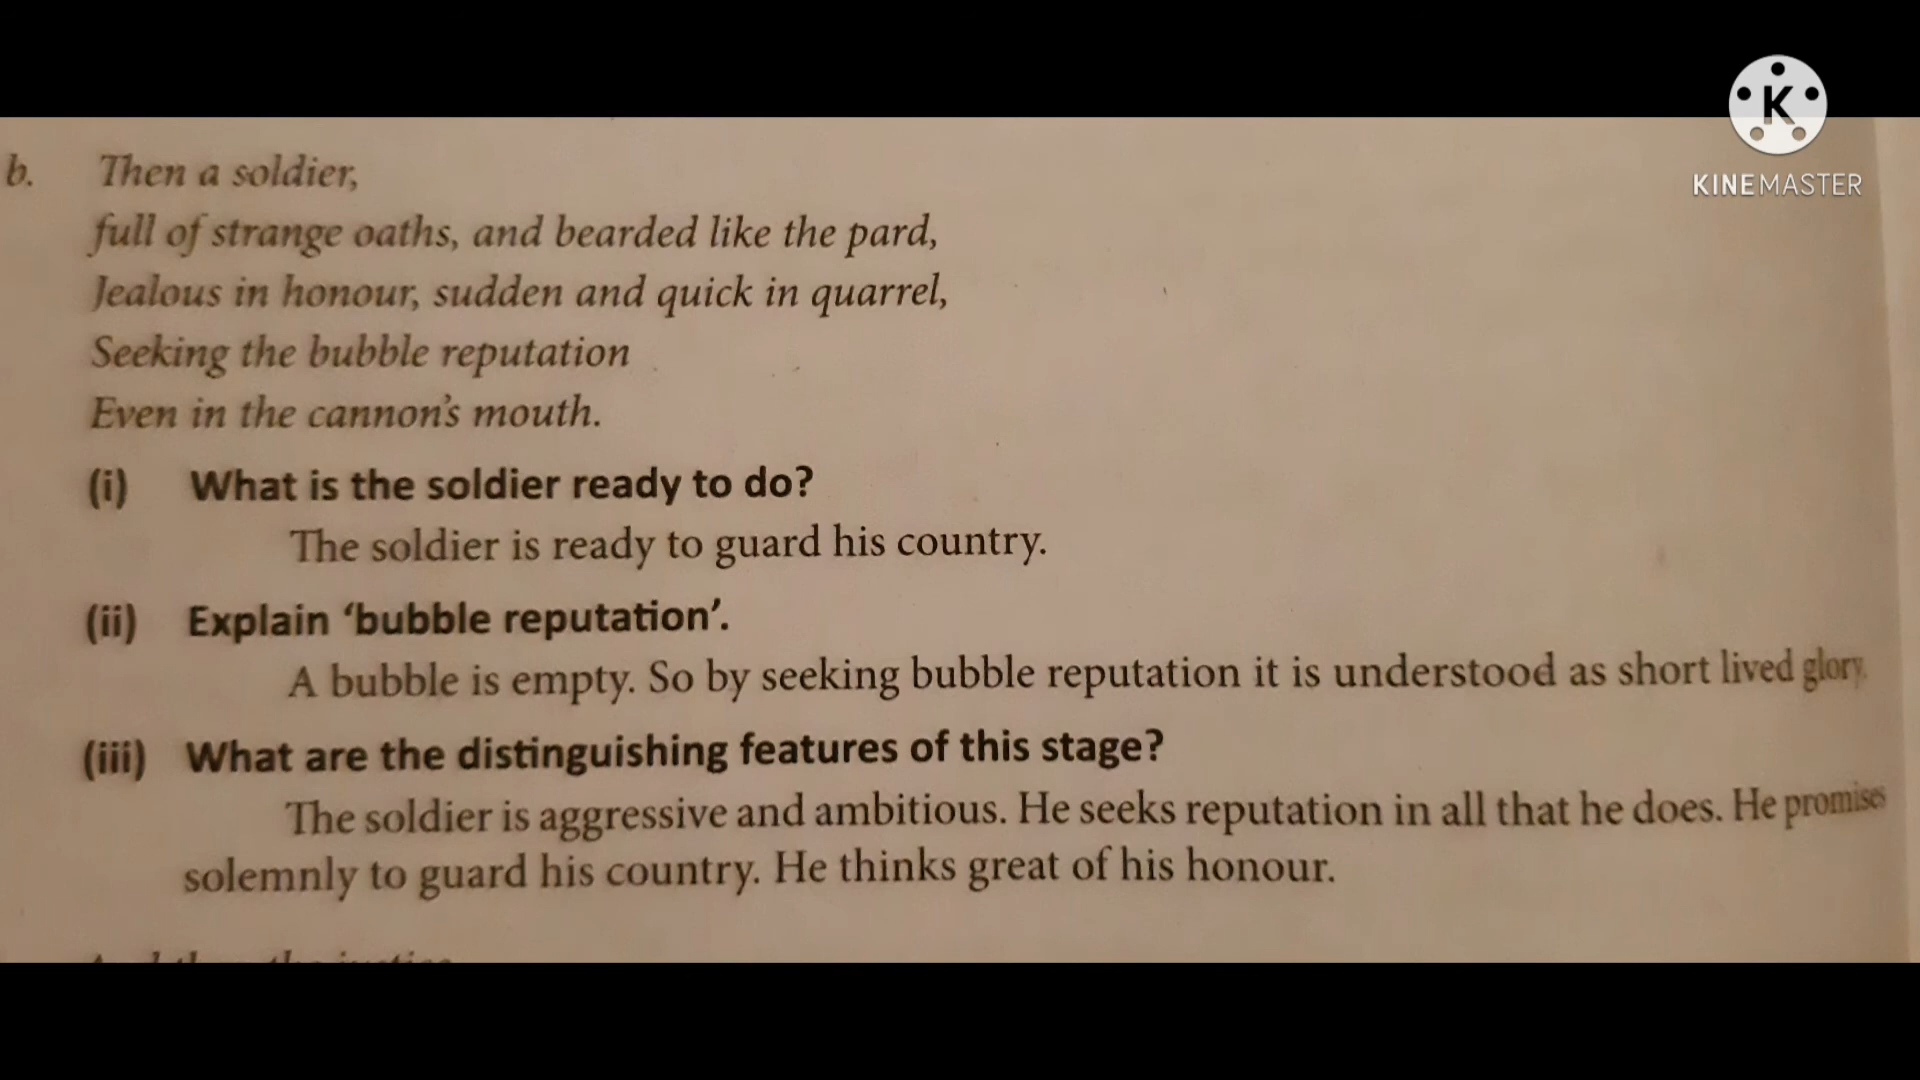 K
KINEMASTER
b. Then a soldier,
full of strange oaths, and bearded like the pard,
Jealous in honour, sudden and quick in quarrel,
Seeking the bubble reputation
Even in the cannon's mouth.
(i) What is the soldier ready to do?
The soldier is ready to guard his country.
(ii) Explain ‘bubble reputation’.
A bubble is empty. So by seeking bubble reputation it is understood as short lived glory.
(iii) What are the distinguishing features of this stage?
The soldier is aggressive and ambitious. He seeks reputation in all that he does. He promises
solemnly to guard his country. He thinks great of his honour.